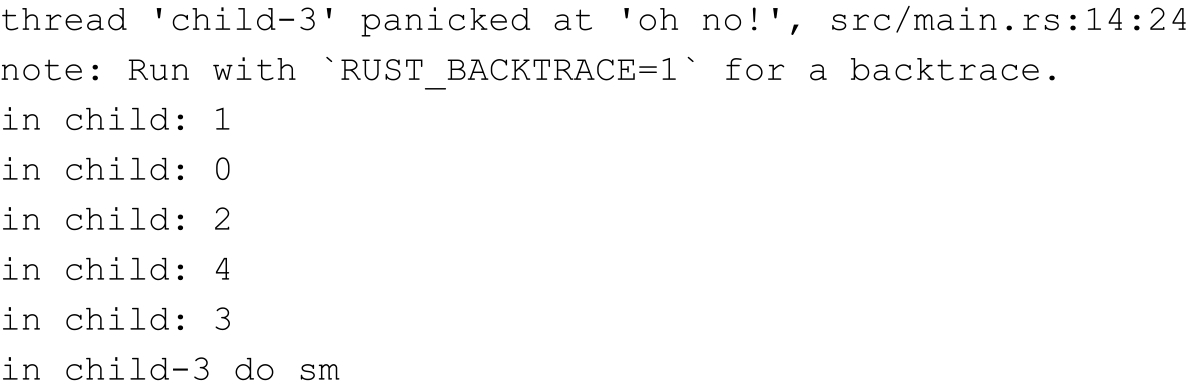 thread 'child-3' panicked at 'oh no!', src/main.rs:14:24
note: Run with `RUST_BACKTRACE=1` for a backtrace.
in child: 1
in child: 0
in child: 2
in child: 4
in child: 3
in child-3 do sm